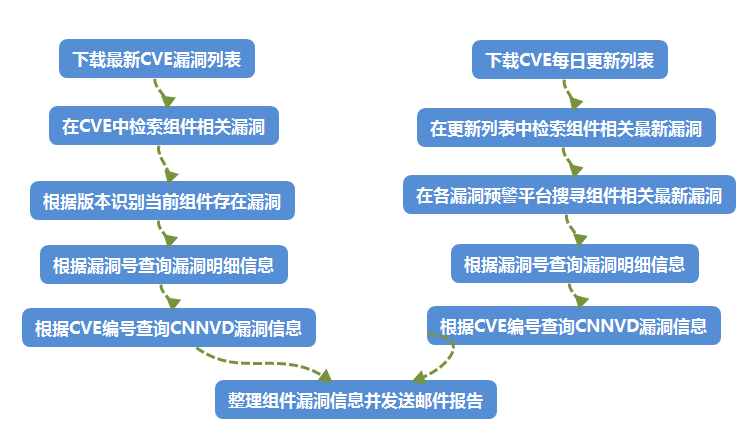 下载最新CVE漏洞列表
在CVE中检索组件相关漏洞
根据版本识别当前组件存在漏洞
根据漏洞号查询漏洞明细信息
根据CVE编号查询CNNVD漏洞信息
下载CVE每日更新列表
在更新列表中检索组件相关最新漏洞
在各漏洞预警平台搜寻组件相关最新漏洞
根据漏洞号查询漏洞明细信息
根据CVE编号查询CNNVD漏洞信息
整理组件漏洞信息并发送邮件报告